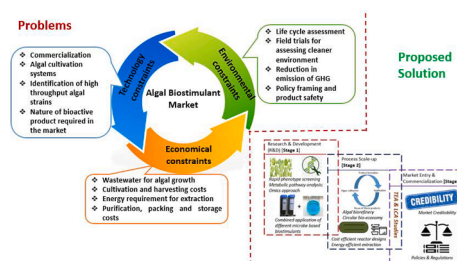 Problems
Commercialization
Algal cultivation
systems
Identification of high
throughput algal
strains
Nature of bioactive
product required in
the market
Technology
constraints
Algal Biostimulant
Market
Environmental
constraints
Economical
constraints
Life cycle assessment
Field trials for
assessing cleaner
environment
Reduction in
emission of GHG
Policy framing and
product safety
Wastewater for algal growth
Cultivation and harvesting costs
Energy requirement for extraction
Purification, packing and storage
costs
Proposed
Solution
Research & Development
(R&D) [Stage 1]
Rapid phenotype screening
Metabolic pathway analysis
Omics approach
Combined application of
different microbe based
biostimulants
Process Scale-up
[Stage 2]
Algal biorefinery
Circular bio-economy
Cost efficient reactor designs
Energy efficient extraction
TEA & LCA Studies
Market Entry &
Commercialization [Stage
CREDIBILITY
Market Credibility
Policies & Regulations